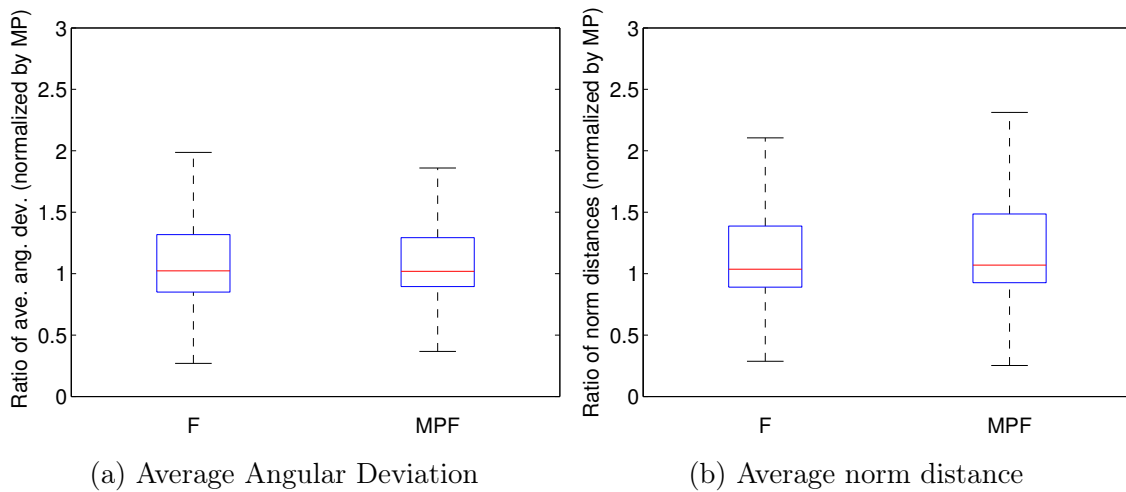 Ratio of ave. ang. dev. (normalized by MP)
3
2.5
2
1.5
1
0.5
0
F MPF
(a) Average Angular Deviation
Ratio of norm distances (normalized by MP)
3
2.5
2
1.5
1
0.5
0
F MPF
(b) Average norm distance